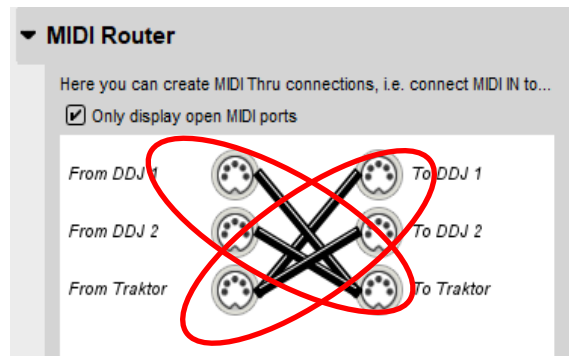 MIDI Router
Here you can create MIDI Thru connections, i.e. connect MIDI IN to...
Only display open MIDI ports
From DDJ 1 To DDJ 1
From DDJ 2 To DDJ 2
From Traktor To Traktor